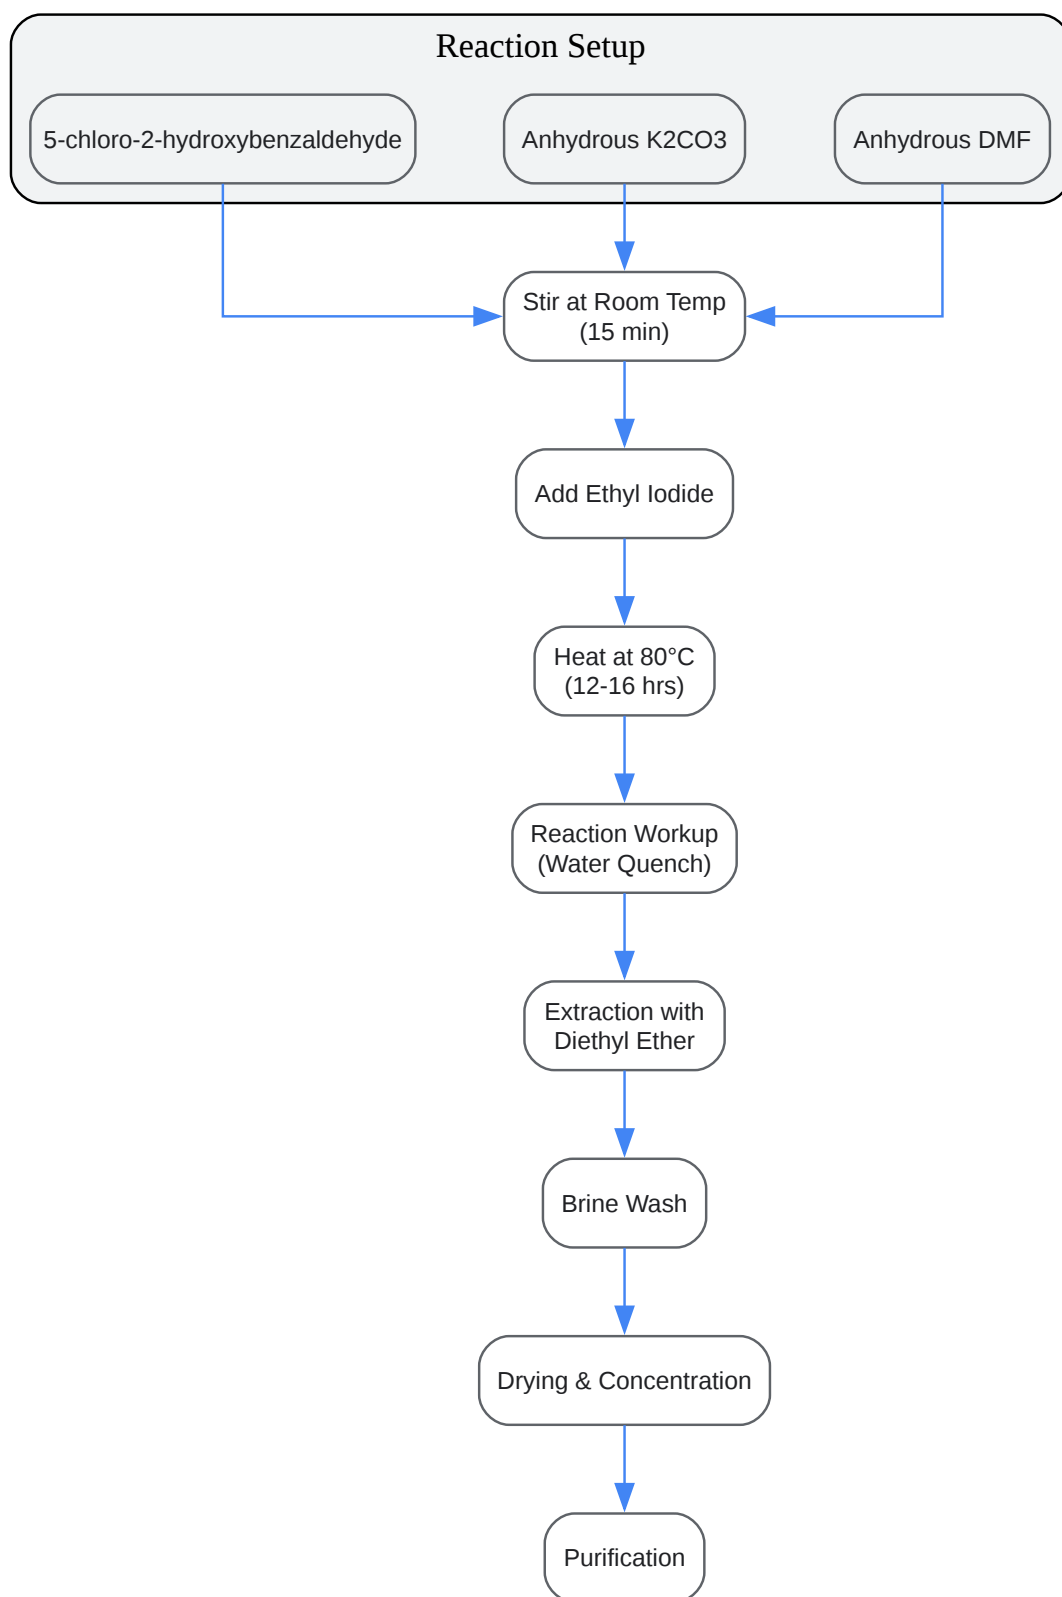 Reaction Setup
5-chloro-2-hydroxybenzaldehyde
Anhydrous K2CO3
Anhydrous DMF
Stir at Room Temp
(15 min)
Add Ethyl Iodide
Heat at 80°C
(12-16 hrs)
Reaction Workup
(Water Quench)
Extraction with
Diethyl Ether
Brine Wash
Drying & Concentration
Purification